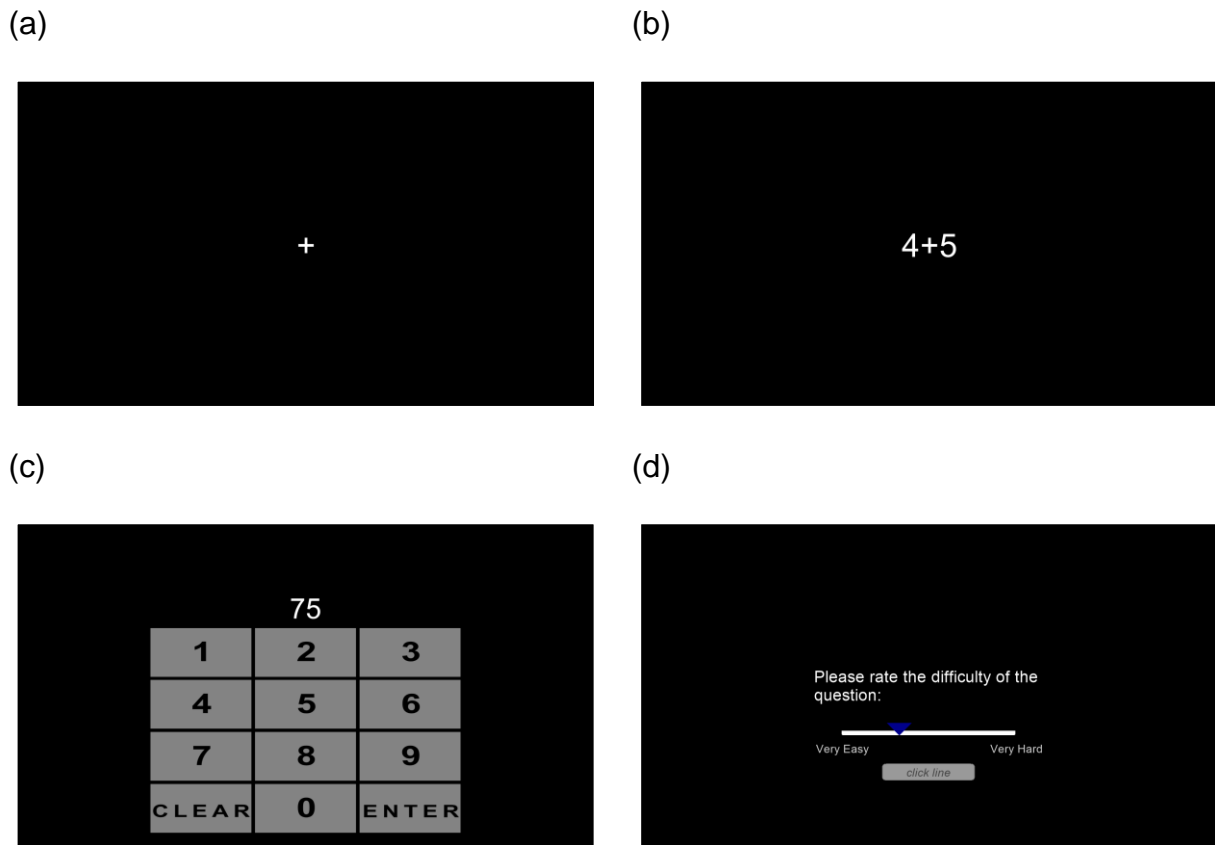 (a)
(b)
+
4+5
(c)
(d)
75
1 2 3
4 5 6
7 8 9
CLEAR 0 ENTER
Please rate the difficulty of the
question:
Very Easy Very Hard
click line